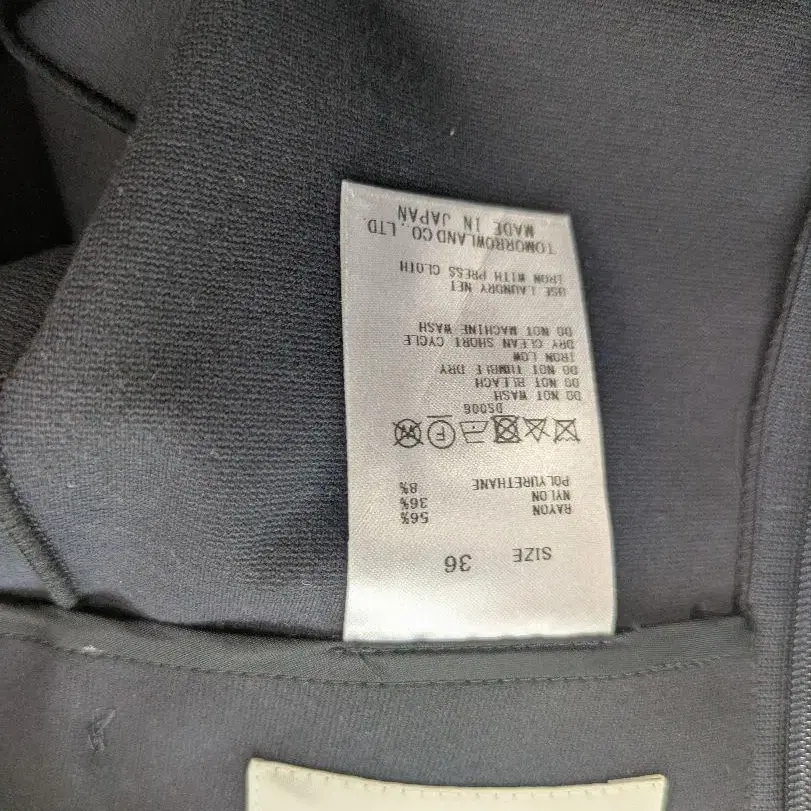 SIZE 36
RAYON 56%
NYLON 36%
POLYURETHANE 8%
F
W
DS006
DO NOT WASH
DO NOT BLEACH
DO NOT TUMBLE DRY
IRON LOW
DRY CLEAN SHORT CYCLE
DO NOT MACHINE WASH
USE LAUNDRY NET
IRON WITH PRESS CLOTH
TOMORROWLAND CO.,LTD.
MADE IN JAPAN